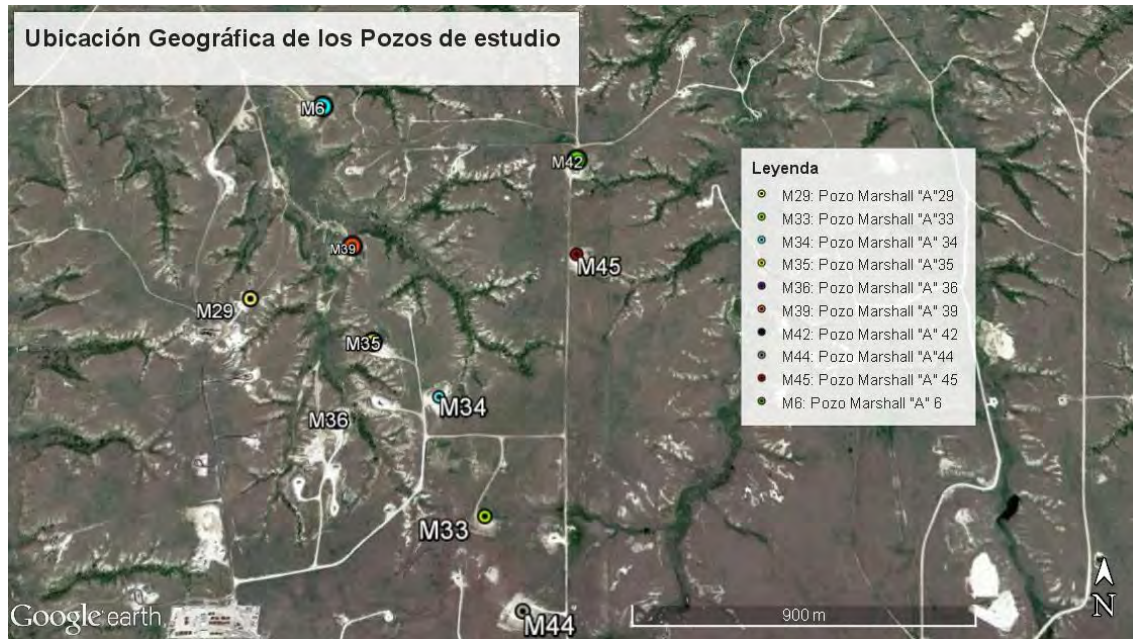 Ubicación Geográfica de los Pozos de estudio
M6
M42
Leyenda
M29: Pozo Marshall "A"29
M33: Pozo Marshall "A"33
M34: Pozo Marshall "A" 34
M35: Pozo Marshall "A"35
M36: Pozo Marshall "A" 36
M39: Pozo Marshall "A" 39
M42: Pozo Marshall "A" 42
M44: Pozo Marshall "A"44
M45: Pozo Marshall "A" 45
M6: Pozo Marshall "A" 6
M39
M45
M29
M35
M34
M36
M33
M44
Google earth
900 m
N